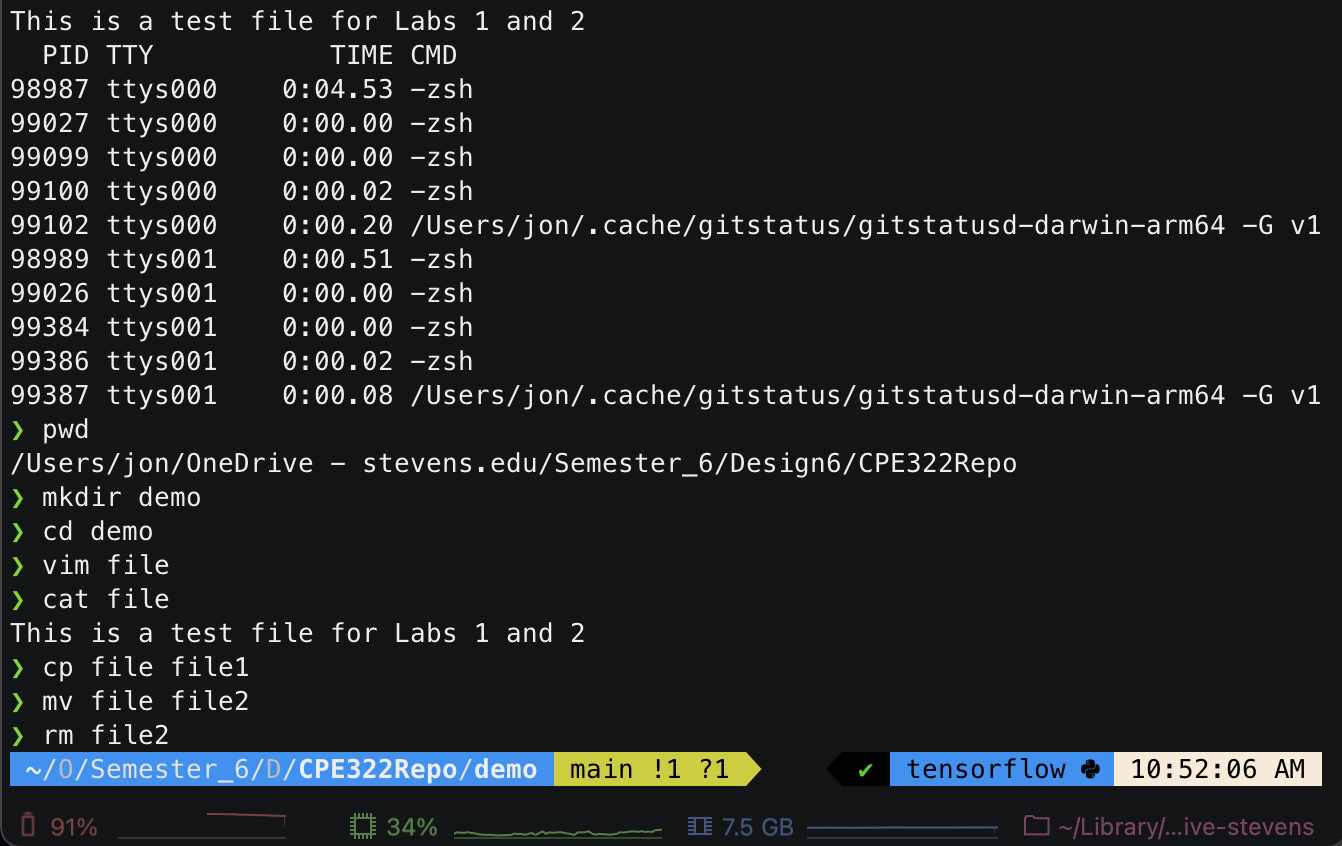 This is a test file for Labs 1 and 2
  PID TTY           TIME CMD
98987 ttys000    0:04.53 -zsh
99027 ttys000    0:00.00 -zsh
99099 ttys000    0:00.00 -zsh
99100 ttys000    0:00.02 -zsh
99102 ttys000    0:00.20 /Users/jon/.cache/gitstatus/gitstatusd-darwin-arm64 -G v1
98989 ttys001    0:00.51 -zsh
99026 ttys001    0:00.00 -zsh
99384 ttys001    0:00.00 -zsh
99386 ttys001    0:00.02 -zsh
99387 ttys001    0:00.08 /Users/jon/.cache/gitstatus/gitstatusd-darwin-arm64 -G v1
❯ pwd
/Users/jon/OneDrive - stevens.edu/Semester_6/Design6/CPE322Repo
❯ mkdir demo
❯ cd demo
❯ vim file
❯ cat file
This is a test file for Labs 1 and 2
❯ cp file file1
❯ mv file file2
❯ rm file2
~/O/Semester_6/D/CPE322Repo/demo main !1 ?1 ✔ tensorflow 10:52:06 AM
91% 34% 7.5 GB ~/Library/...ive-stevens